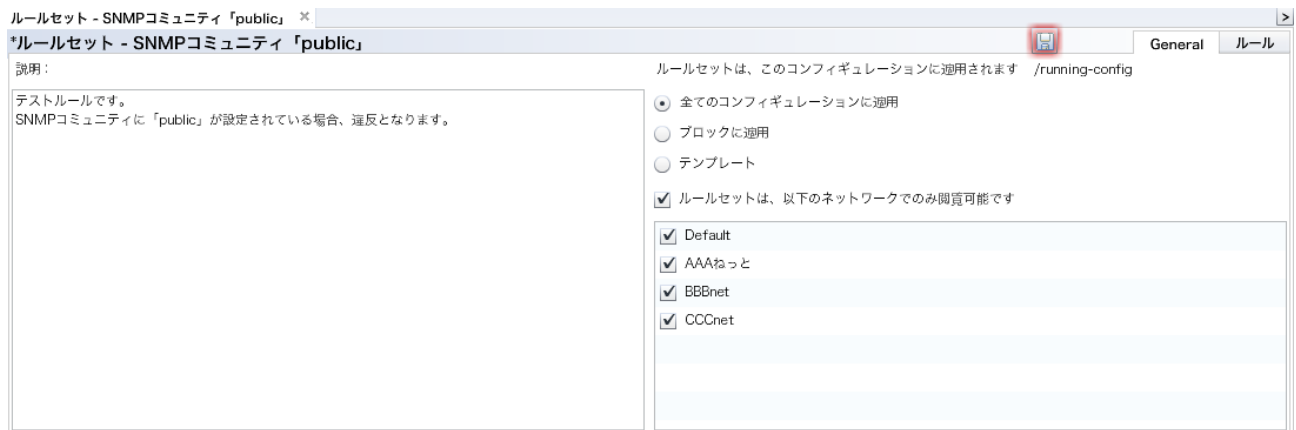 ルールセット - SNMPコミュニティ「public」 ×
*ルールセット - SNMPコミュニティ「public」
General ルール
説明：
ルールセットは、このコンフィギュレーションに適用されます /running-config
テストルールです。
SNMPコミュニティに「public」が設定されている場合、違反となります。
全てのコンフィギュレーションに適用
ブロックに適用
テンプレート
ルールセットは、以下のネットワークでのみ閲覧可能です
Default
AAAねっと
BBBnet
CCCnet